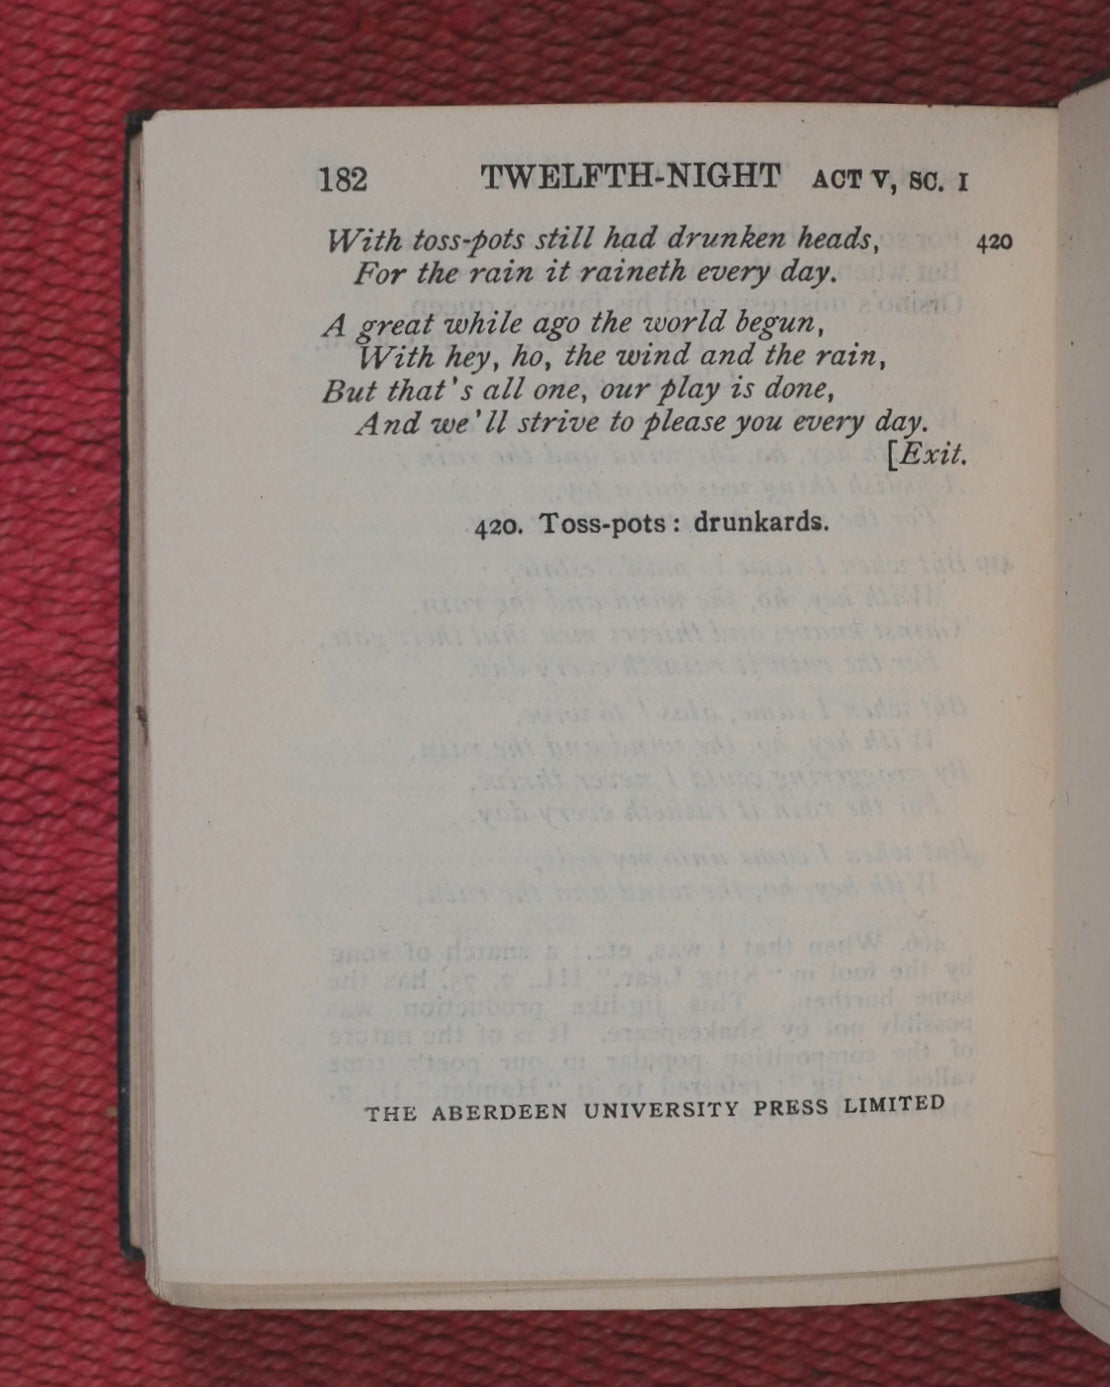 182 TWELFTH-NIGHT ACT V, SC. I
With toss-pots still had drunken heads, 420
For the rain it raineth every day.
A great while ago the world begun,
With hey, ho, the wind and the rain,
But that's all one, our play is done,
And we'll strive to please you every day.
[Exit.
420. Toss-pots: drunkards.
THE ABERDEEN UNIVERSITY PRESS LIMITED